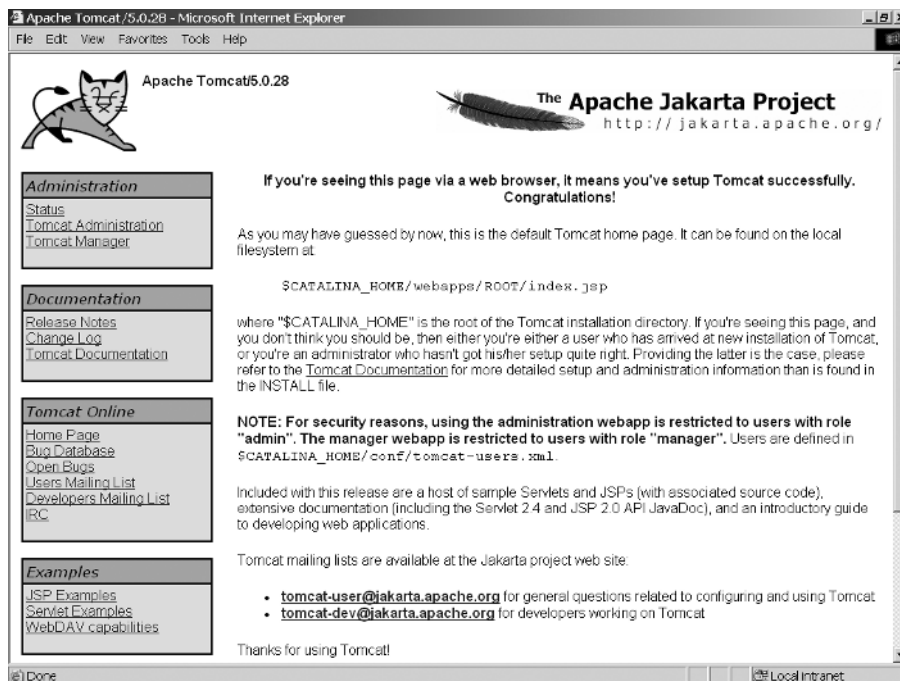 Apache Tomcat/5.0.28 - Microsoft Internet Explorer
File Edit View Favorites Tools Help
Apache Tomcat/5.0.28
The Apache Jakarta Project
http://jakarta.apache.org/
Administration
Status
Tomcat Administration
Tomcat Manager
Documentation
Release Notes
Change Log
Tomcat Documentation
Tomcat Online
Home Page
Bug Database
Open Bugs
Users Mailing List
Developers Mailing List
IRC
Examples
JSP Examples
Servlet Examples
WebDAV capabilities
If you're seeing this page via a web browser, it means you've setup Tomcat successfully.
Congratulations!
As you may have guessed by now, this is the default Tomcat home page. It can be found on the local
filesystem at:
$CATALINA_HOME/webapps/ROOT/index.jsp
where "$CATALINA_HOME" is the root of the Tomcat installation directory. If you're seeing this page, and
you don't think you should be, then either you're either a user who has arrived at new installation of Tomcat,
or you're an administrator who hasn't got his/her setup quite right. Providing the latter is the case, please
refer to the Tomcat Documentation for more detailed setup and administration information than is found in
the INSTALL file.
NOTE: For security reasons, using the administration webapp is restricted to users with role
"admin". The manager webapp is restricted to users with role "manager". Users are defined in
$CATALINA_HOME/conf/tomcat-users.xml.
Included with this release are a host of sample Servlets and JSPs (with associated source code),
extensive documentation (including the Servlet 2.4 and JSP 2.0 API JavaDoc), and an introductory guide
to developing web applications.
Tomcat mailing lists are available at the Jakarta project web site:
• tomcat-user@jakarta.apache.org for general questions related to configuring and using Tomcat
• tomcat-dev@jakarta.apache.org for developers working on Tomcat
Thanks for using Tomcat!
Done
Local intranet